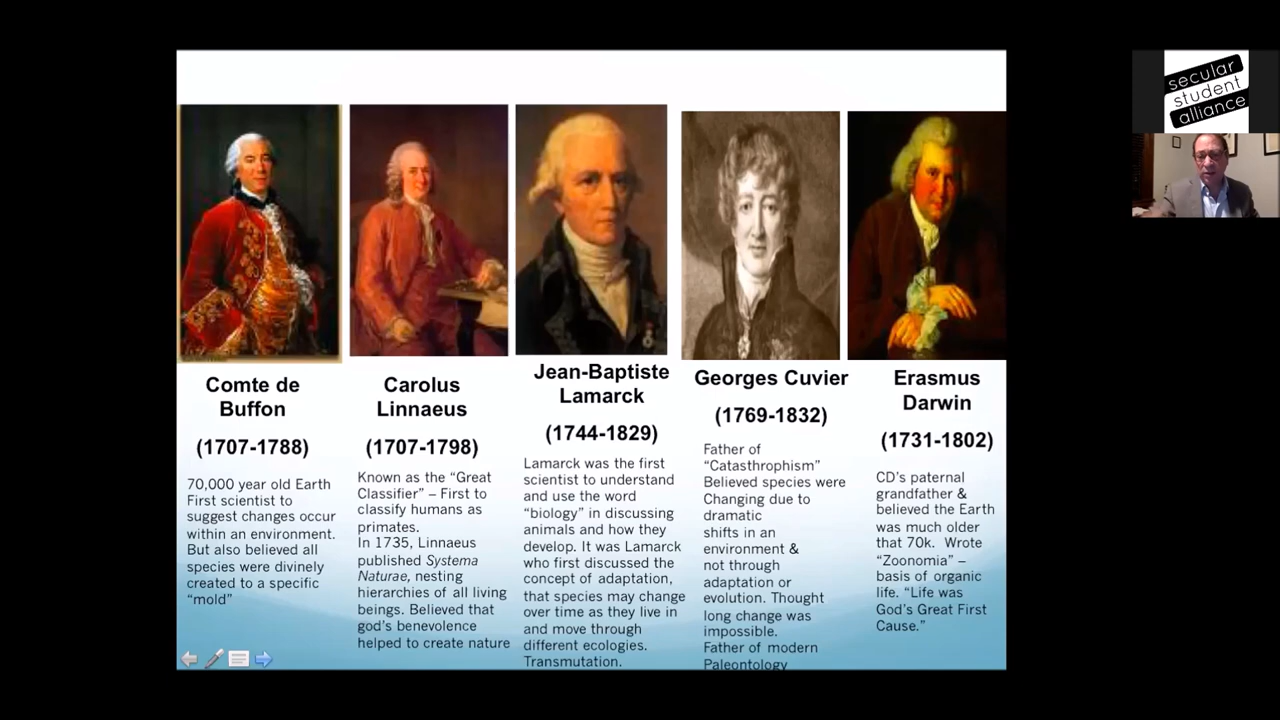 Comte de
Buffon
(1707-1788)
70,000 year old Earth
First scientist to
suggest changes occur
within an environment.
But also believed all
species were divinely
created to a specific
“mold”
Carolus
Linnaeus
(1707-1798)
Known as the “Great
Classifier” – First to
classify humans as
primates.
In 1735, Linnaeus
published Systema
Naturae, nesting
hierarchies of all living
beings. Believed that
god’s benevolence
helped to create nature
Jean-Baptiste
Lamarck
(1744-1829)
Lamarck was the first
scientist to understand
and use the word
“biology” in discussing
animals and how they
develop. It was Lamarck
who first discussed the
concept of adaptation,
that species may change
over time as they live in
and move through
different ecologies.
Transmutation.
Georges Cuvier
(1769-1832)
Father of
“Catasthrophism”
Believed species were
Changing due to
dramatic
shifts in an
environment &
not through
adaptation or
evolution. Thought
long change was
impossible.
Father of modern
Paleontology
Erasmus
Darwin
(1731-1802)
CD’s paternal
grandfather &
believed the Earth
was much older
that 70k. Wrote
“Zoonomia” –
basis of organic
life. “Life was
God’s Great First
Cause.”
secular
student
alliance